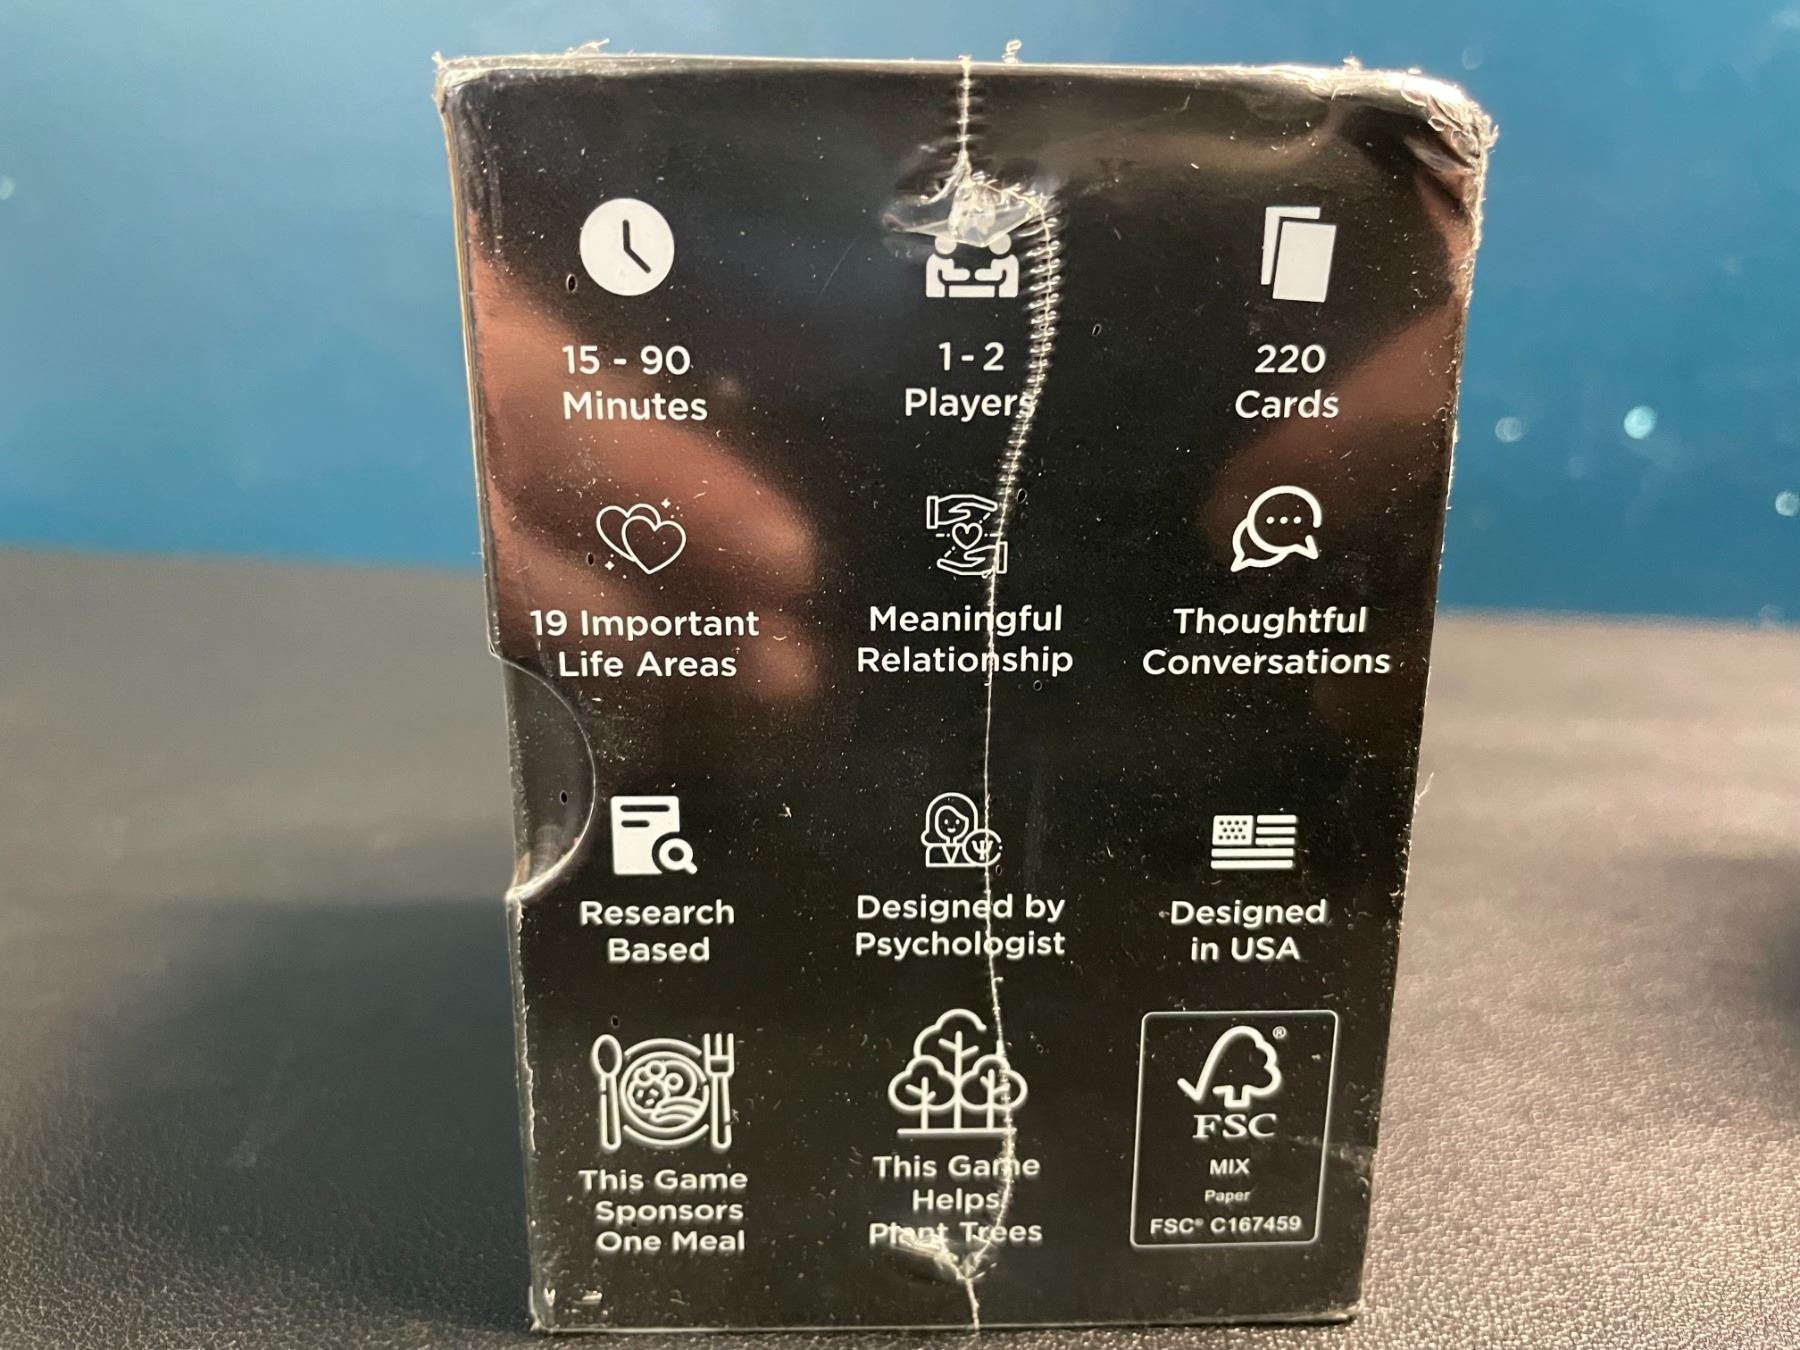 15 - 90
Minutes
1 - 2
Players
220
Cards
19 Important
Life Areas
Meaningful
Relationship
Thoughtful
Conversations
Research
Based
Designed by
Psychologist
Designed
in USA
This Game
Sponsors
One Meal
This Game
Helps
Plant Trees
®
FSC
MIX
Paper
FSC® C167459